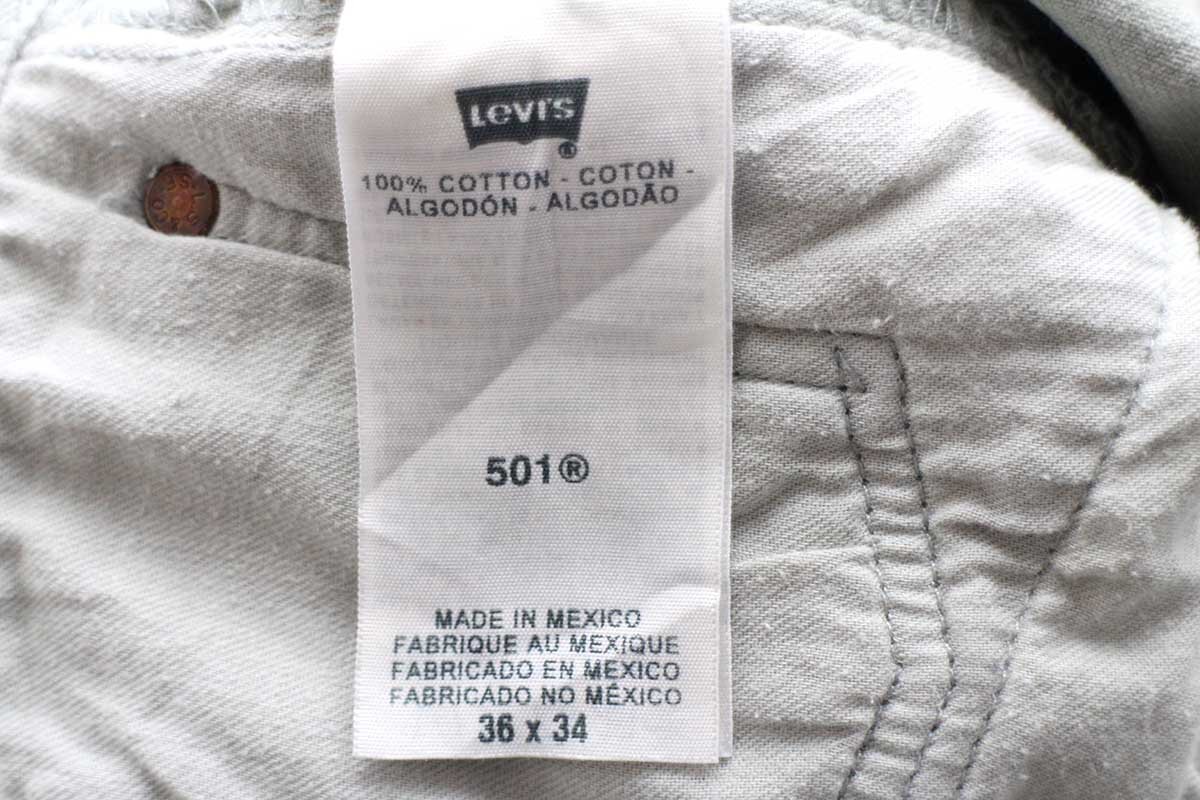 Levi's
®
100% COTTON - COTON -
ALGODÓN - ALGODÃO
501®
MADE IN MEXICO
FABRIQUE AU MEXIQUE
FABRICADO EN MEXICO
FABRICADO NO MÉXICO
36 x 34